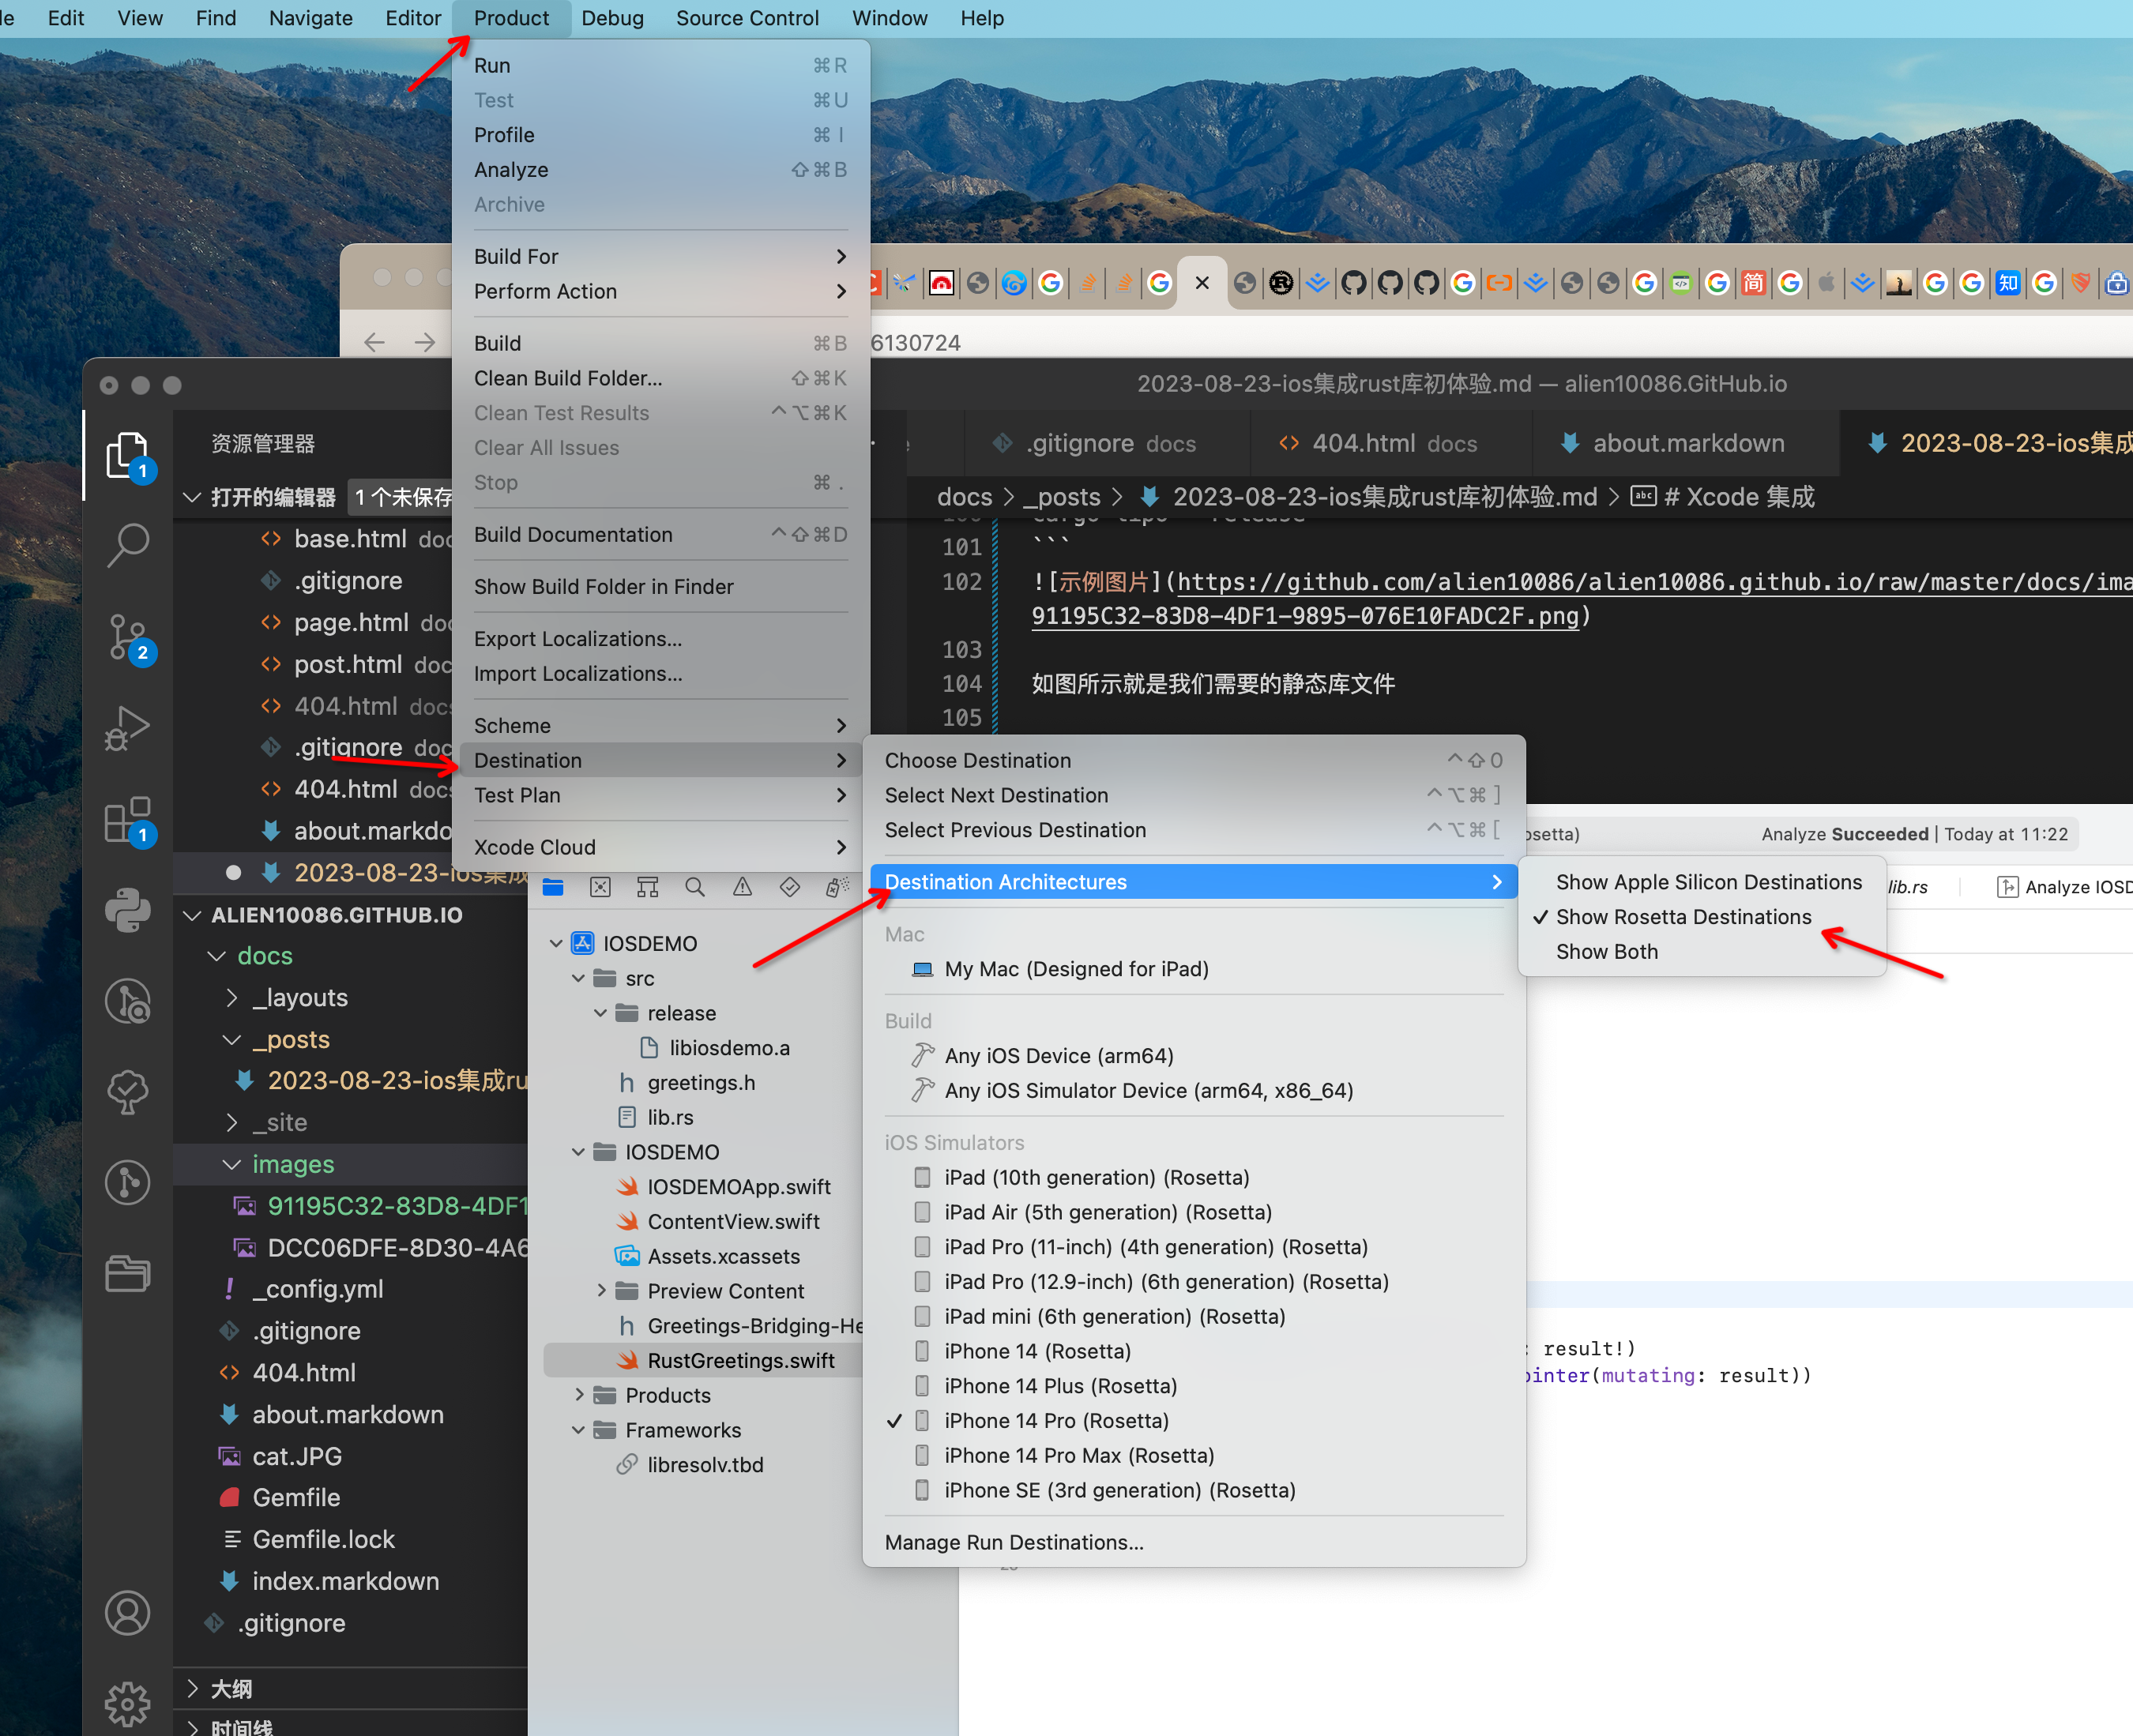 Edit View Find Navigate Editor Product Debug Source Control Window Help
Run ⌘R
Test ⌘U
Profile ⌘I
Analyze ⇧⌘B
Archive
Build For
Perform Action
Build ⌘B
Clean Build Folder... ⇧⌘K
Clean Test Results ^⌥⌘K
Clear All Issues
Stop ⌘.
Build Documentation ^⇧⌘D
Show Build Folder in Finder
Export Localizations...
Import Localizations...
Scheme
Destination
Test Plan
Xcode Cloud
Choose Destination ^⇧0
Select Next Destination ^⌥⌘]
Select Previous Destination ^⌥⌘[
Destination Architectures
Mac
My Mac (Designed for iPad)
Build
Any iOS Device (arm64)
Any iOS Simulator Device (arm64, x86_64)
iOS Simulators
iPad (10th generation) (Rosetta)
iPad Air (5th generation) (Rosetta)
iPad Pro (11-inch) (4th generation) (Rosetta)
iPad Pro (12.9-inch) (6th generation) (Rosetta)
iPad mini (6th generation) (Rosetta)
iPhone 14 (Rosetta)
iPhone 14 Plus (Rosetta)
✓ iPhone 14 Pro (Rosetta)
iPhone 14 Pro Max (Rosetta)
iPhone SE (3rd generation) (Rosetta)
Manage Run Destinations...
Show Apple Silicon Destinations
✓ Show Rosetta Destinations
Show Both
简
知
6130724
2023-08-23-ios集成rust库初体验.md — alien10086.GitHub.io
.gitignore docs
404.html docs
about.markdown
2023-08-23-ios集成
docs > _posts > 2023-08-23-ios集成rust库初体验.md > # Xcode 集成
101 ```
102 ![示例图片](https://github.com/alien10086/alien10086.github.io/raw/master/docs/ima
91195C32-83D8-4DF1-9895-076E10FADC2F.png)
103
104 如图所示就是我们需要的静态库文件
105
资源管理器
打开的编辑器 1 个未保存
base.html doc
.gitignore
page.html doc
post.html doc
404.html docs
.gitignore doc
404.html docs
about.markdo
2023-08-23-ios集成
ALIEN10086.GITHUB.IO
docs
_layouts
_posts
2023-08-23-ios集成ru
_site
images
91195C32-83D8-4DF1
DCC06DFE-8D30-4A6
_config.yml
.gitignore
404.html
about.markdown
cat.JPG
Gemfile
Gemfile.lock
index.markdown
.gitignore
大纲
时间线
1
2
1
IOSDEMO
src
release
libiosdemo.a
greetings.h
lib.rs
IOSDEMO
IOSDEMOApp.swift
ContentView.swift
Assets.xcassets
Preview Content
Greetings-Bridging-He
RustGreetings.swift
Products
Frameworks
libresolv.tbd
osetta) Analyze Succeeded | Today at 11:22
lib.rs Analyze IOSD
: result!)
ointer(mutating: result))